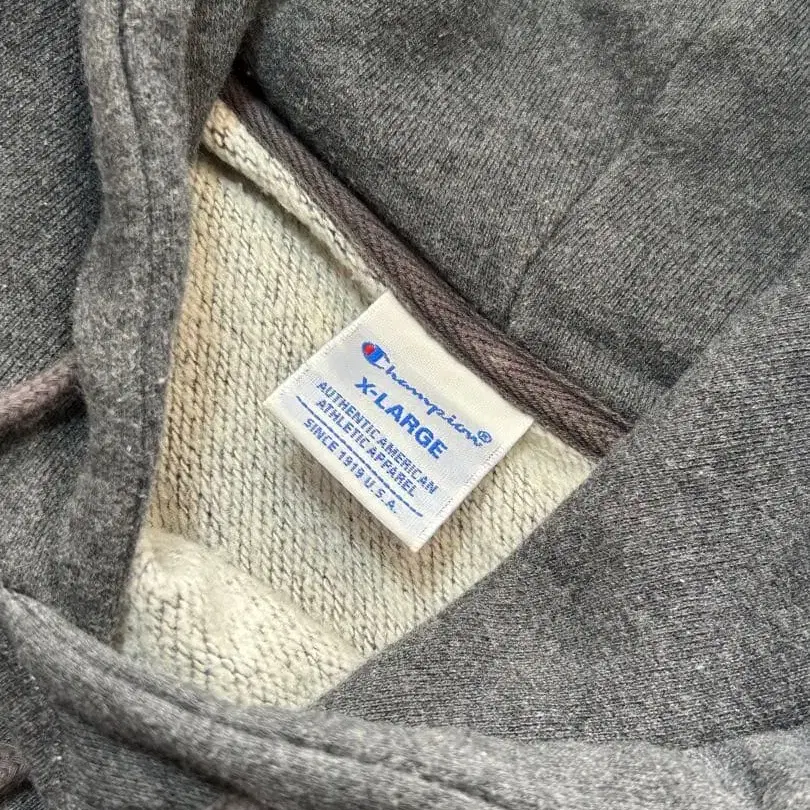 Champion®
X-LARGE
AUTHENTIC AMERICAN
ATHLETIC APPAREL
SINCE 1919 U.S.A.